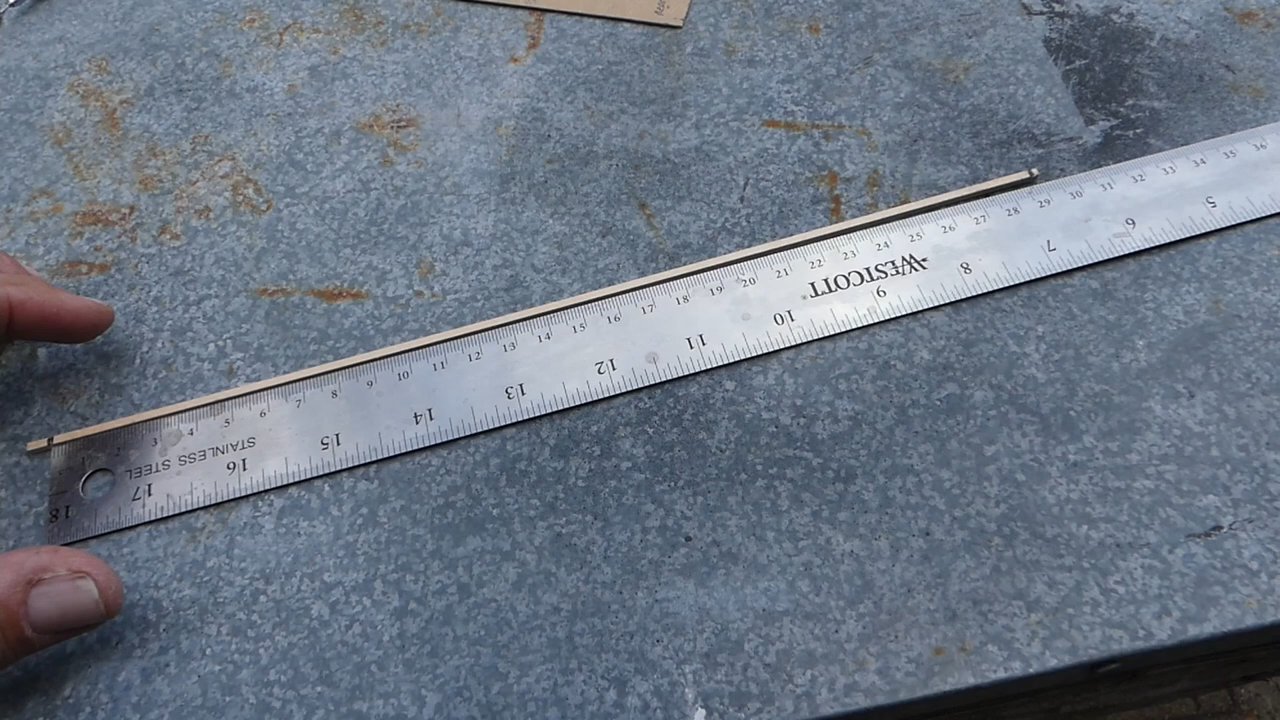 1 2 3 4 5 6 7 8 9 10 11 12 13 14 15 16 17 18 19 20 21 22 23 24 25 26 27 28 29 30 31 32 33 34 35 36
WESTCOTT
STAINLESS STEEL
18 17 16 15 14 13 12 11 10 9 8 7 6 5